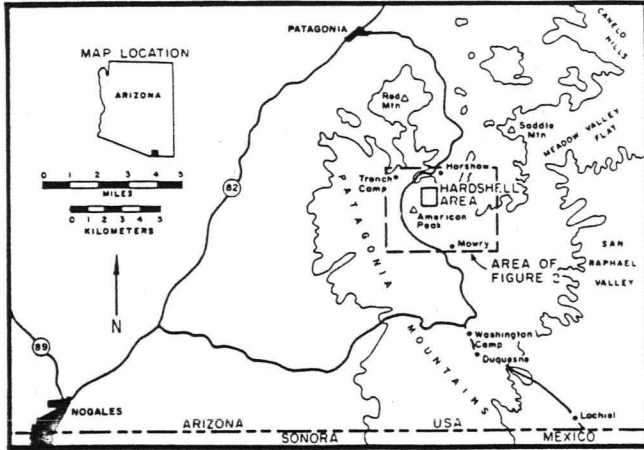 PATAGONIA
MAP LOCATION
ARIZONA
0 1 2 3 4 5
MILES
0 1 2 3 4 5
KILOMETERS
N
82
89
NOGALES
ARIZONA
SONORA
USA
MEXICO
CANELO
HILLS
Red
Mtn
Saddle
Mtn
MEADOW VALLEY
FLAT
Trench
Camp
Harshaw
HARDSHELL
AREA
American
Peak
Mowry
AREA OF
FIGURE 2
SAN
RAPHAEL
VALLEY
PATAGONIA
MOUNTAINS
Washington
Camp
Duquesne
Lochiel